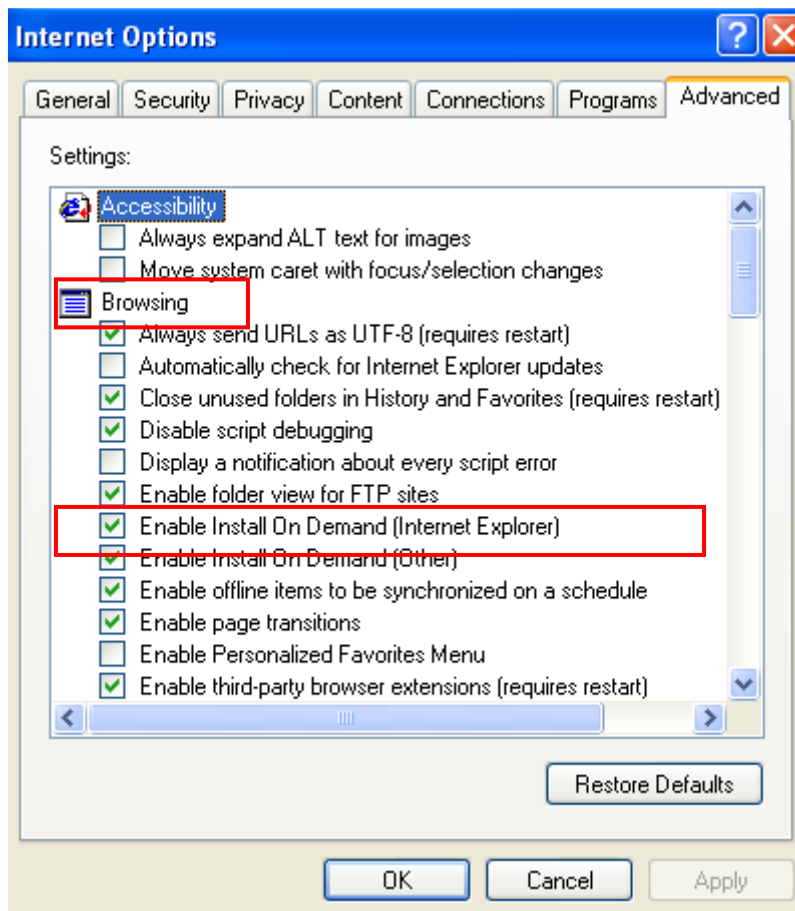 Internet Options
General Security Privacy Content Connections Programs Advanced
Settings:
Accessibility
Always expand ALT text for images
Move system caret with focus/selection changes
Browsing
Always send URLs as UTF-8 (requires restart)
Automatically check for Internet Explorer updates
Close unused folders in History and Favorites (requires restart)
Disable script debugging
Display a notification about every script error
Enable folder view for FTP sites
Enable Install On Demand (Internet Explorer)
Enable Install On Demand (Other)
Enable offline items to be synchronized on a schedule
Enable page transitions
Enable Personalized Favorites Menu
Enable third-party browser extensions (requires restart)
Restore Defaults
OK Cancel Apply